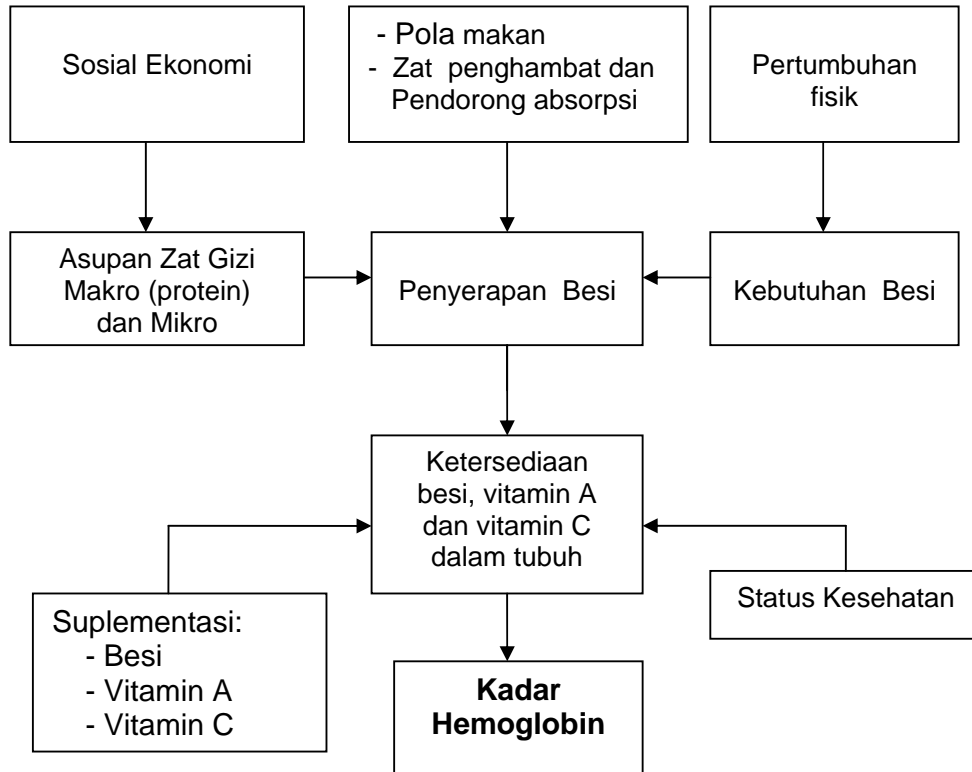 Sosial Ekonomi
- Pola makan
- Zat penghambat dan
Pendorong absorpsi
Pertumbuhan
fisik
Asupan Zat Gizi
Makro (protein)
dan Mikro
Penyerapan Besi
Kebutuhan Besi
Ketersediaan
besi, vitamin A
dan vitamin C
dalam tubuh
Suplementasi:
- Besi
- Vitamin A
- Vitamin C
Status Kesehatan
Kadar
Hemoglobin